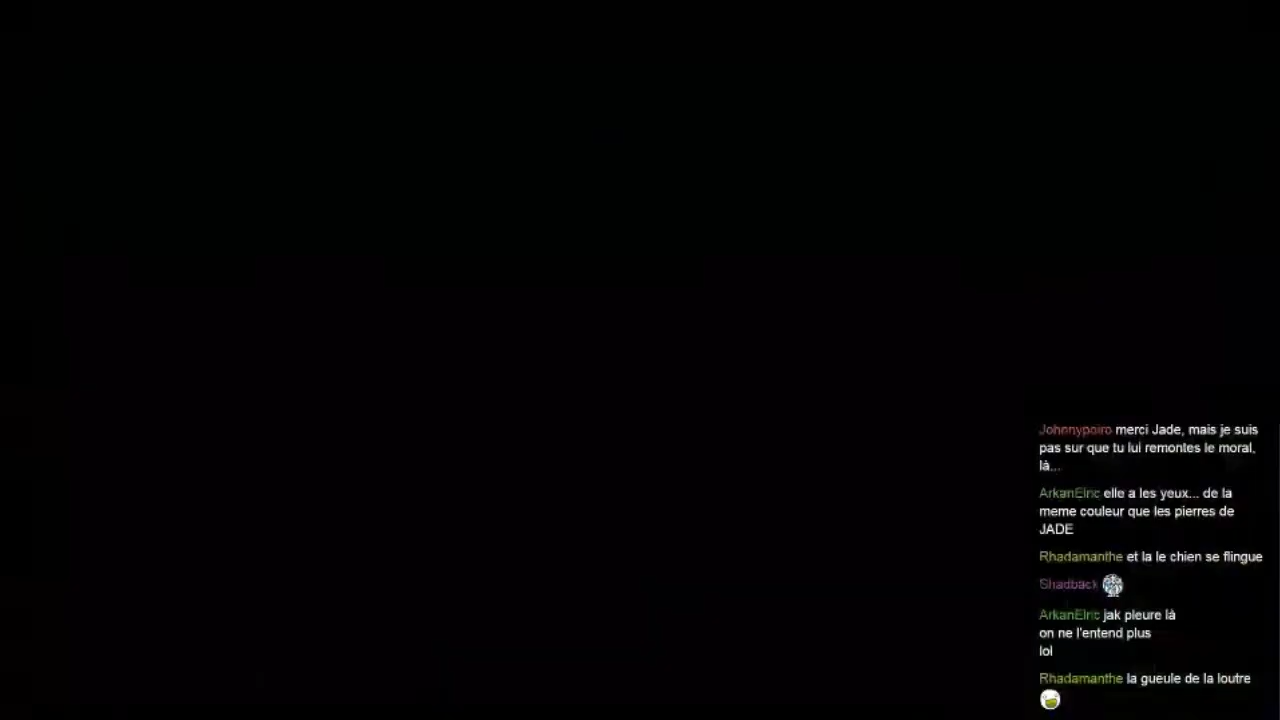 Johnnypoiro merci Jade, mais je suis
pas sur que tu lui remontes le moral,
là...
ArkanElric elle a les yeux... de la
meme couleur que les pierres de
JADE
Rhadamanthe et la le chien se flingue
Shadback
ArkanElric jak pleure là
on ne l'entend plus
lol
Rhadamanthe la gueule de la loutre